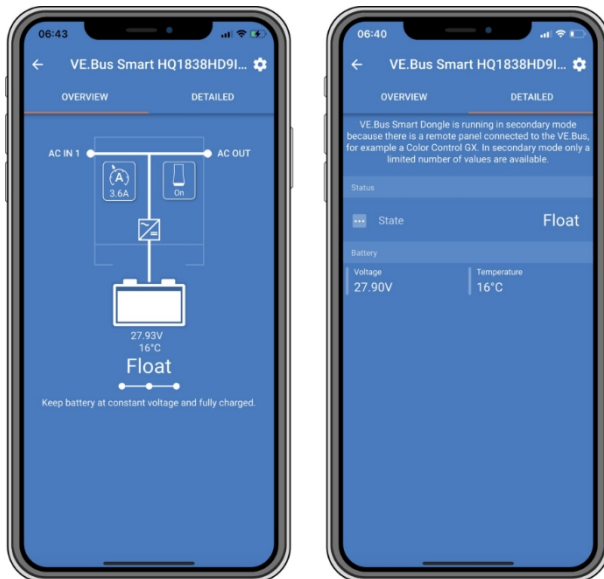 06:43
VE.Bus Smart HQ1838HD9I...
OVERVIEW DETAILED
AC IN 1 AC OUT
A
3.6A On
27.93V
16°C
Float
Keep battery at constant voltage and fully charged.
06:40
VE.Bus Smart HQ1838HD9I...
OVERVIEW DETAILED
VE.Bus Smart Dongle is running in secondary mode
because there is a remote panel connected to the VE.Bus,
for example a Color Control GX. In secondary mode only a
limited number of values are available.
Status
State Float
Battery
Voltage Temperature
27.90V 16°C